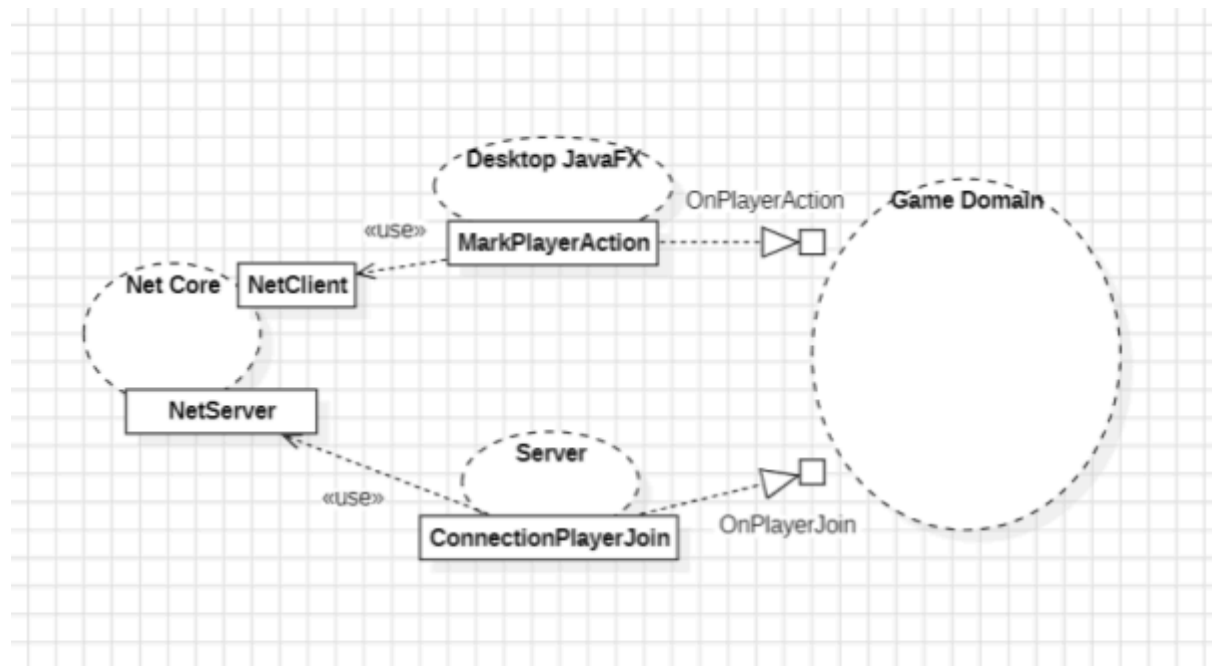 Desktop JavaFX
OnPlayerAction
Game Domain
«use»
MarkPlayerAction
Net Core
NetClient
NetServer
Server
«use»
OnPlayerJoin
ConnectionPlayerJoin